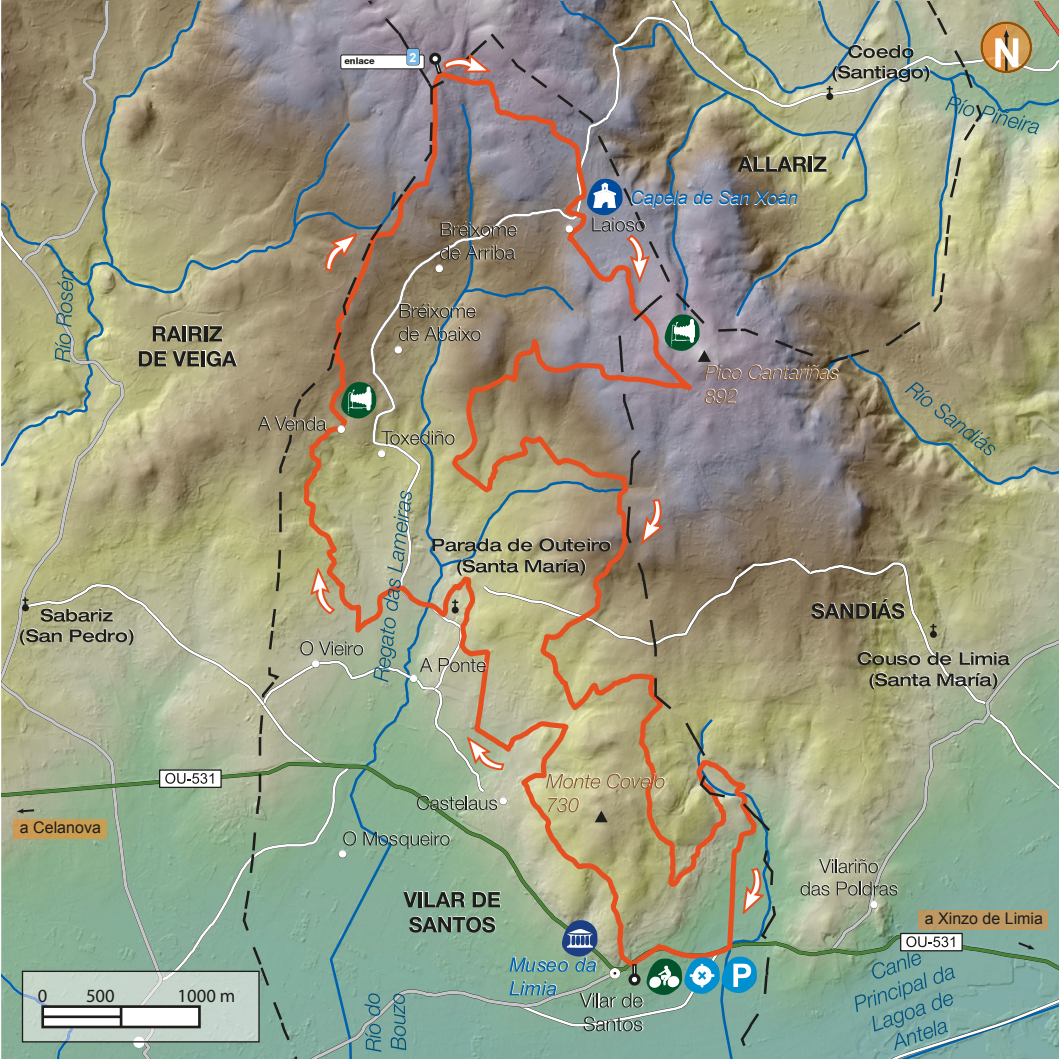 N
Coedo
(Santiago)
enlace 2
Río Pineira
ALLARIZ
Capela de San Xoán
Laioso
Bréixome
de Arriba
Río Rosén
Bréixome
de Abaixo
RAIRIZ
DE VEIGA
Pico Cantariñas
892
Río Sandiás
A Venda
Toxediño
Regato das Lameiras
Parada de Outeiro
(Santa María)
Sabariz
(San Pedro)
SANDIÁS
O Vieiro
A Ponte
Couso de Limia
(Santa María)
OU-531
Monte Covelo
730
Castelaus
a Celanova
O Mosqueiro
Vilariño
das Poldras
VILAR DE
SANTOS
a Xinzo de Limia
OU-531
Museo da
Limia
P
Canle
Principal da
Lagoa de
Antela
Vilar de
Santos
Río do
Bouzo
0 500 1000 m